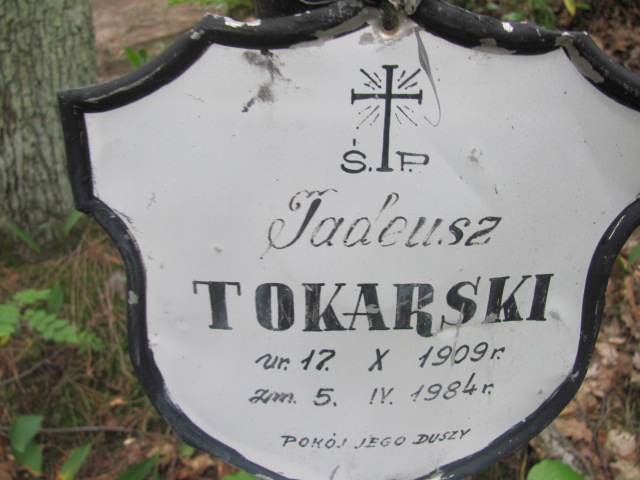 Ś.P.
Tadeusz
TOKARSKI
ur. 17. X 1909r.
zm. 5. IV. 1984r.
POKÓJ JEGO DUSZY